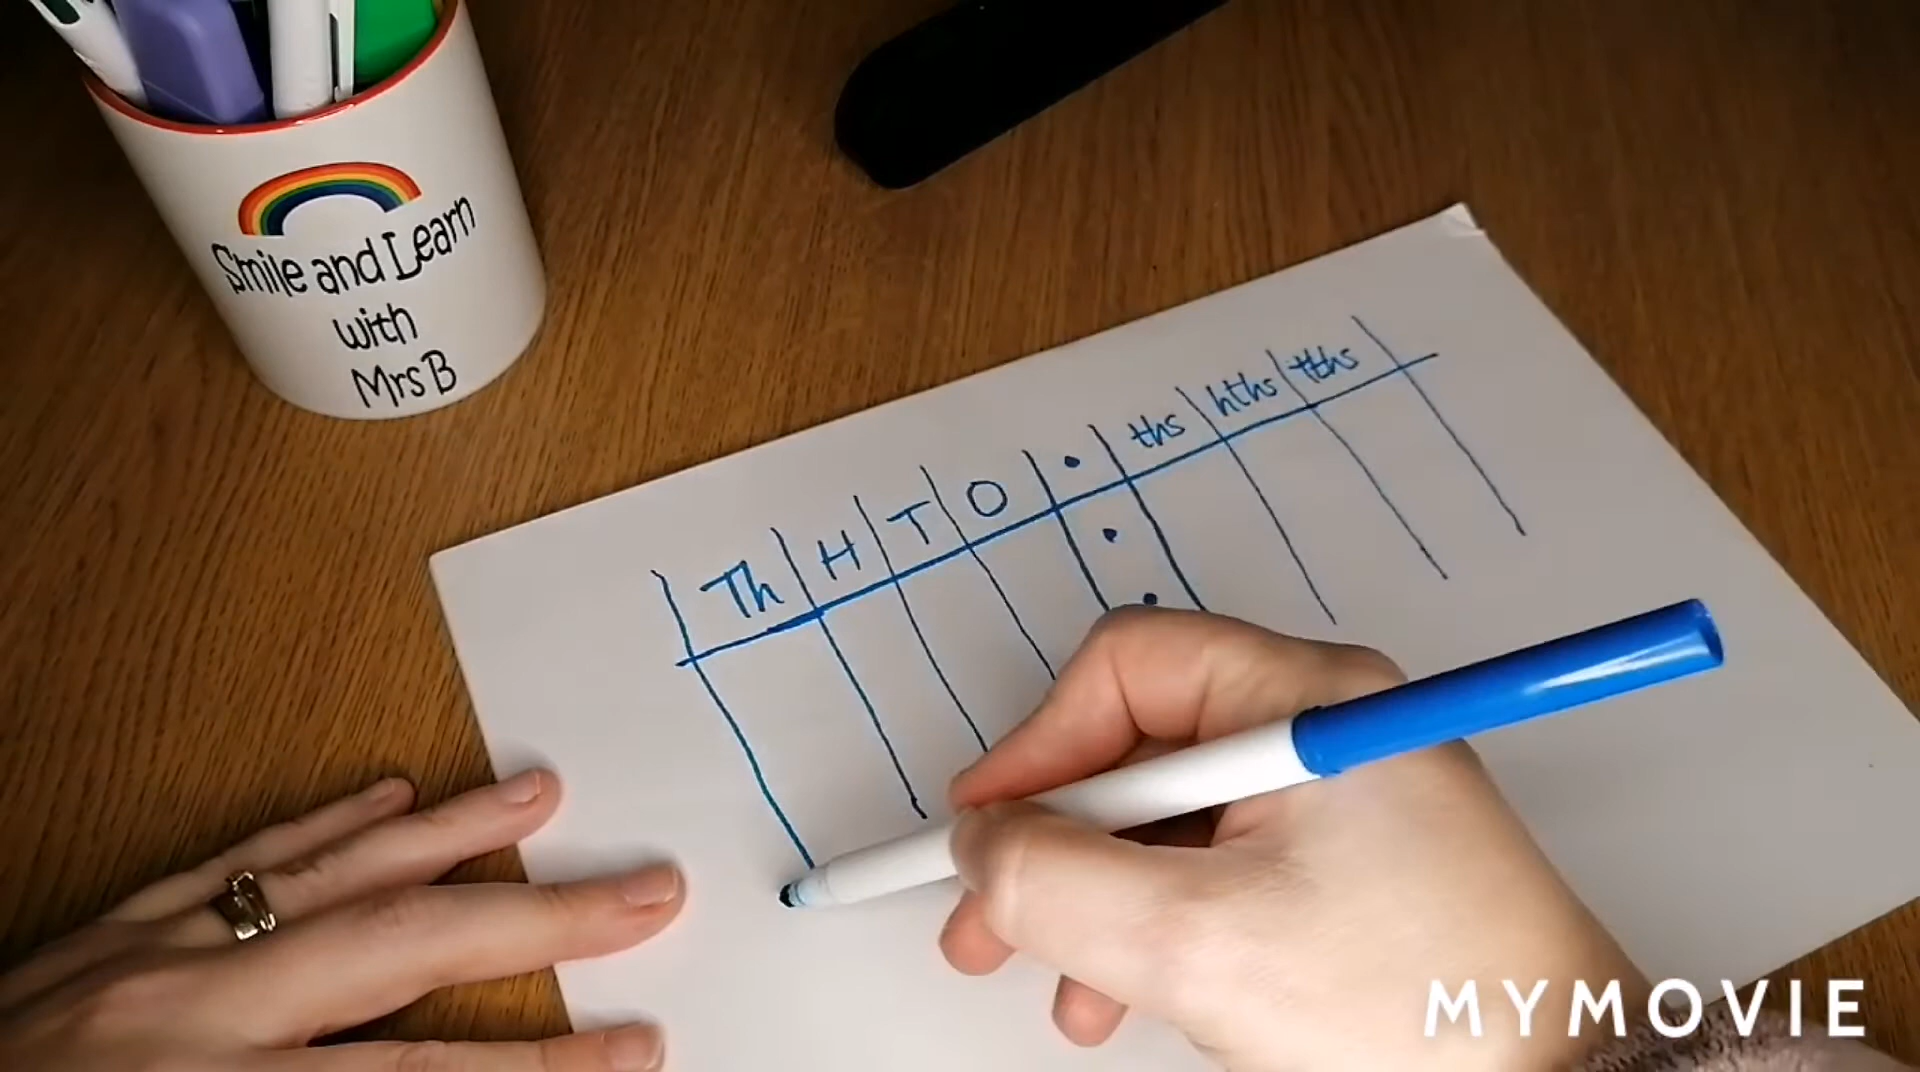 Smile and Learn
with
Mrs B
Th H T O . ths hths tths
MYMOVIE